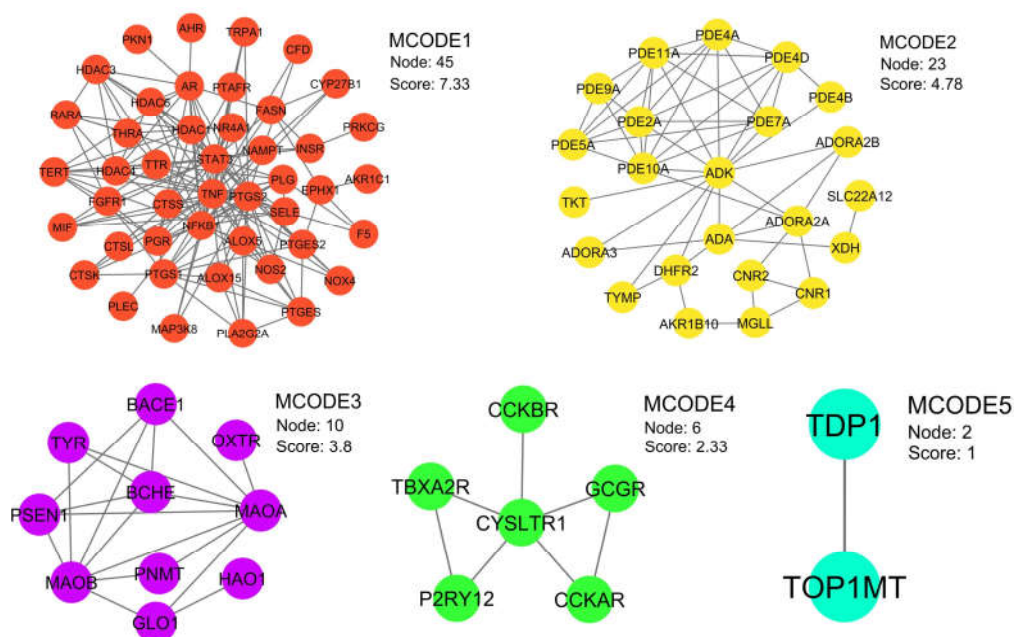 MCODE1
Node: 45
Score: 7.33
AHR
TRPA1
PKN1
CFD
HDAC3
AR
PTAFR
CYP27B1
HDAC6
FASN
RARA
THRA
HDAC1
NR4A1
PRKCG
STAT3
NAMPT
INSR
TTR
TERT
HDAC4
PLG
EPHX1
AKR1C1
FGFR1
CTSS
TNF
PTGS2
SELE
MIF
NFKB1
F5
CTSL
PGR
ALOX5
PTGES2
CTSK
PTGS1
ALOX15
NOS2
NOX4
PLEC
PTGES
MAP3K8
PLA2G2A
MCODE2
Node: 23
Score: 4.78
PDE4A
PDE11A
PDE4D
PDE9A
PDE4B
PDE2A
PDE7A
PDE5A
ADORA2B
PDE10A
ADK
SLC22A12
TKT
ADORA2A
ADORA3
ADA
XDH
DHFR2
CNR2
TYMP
CNR1
AKR1B10
MGLL
MCODE3
Node: 10
Score: 3.8
BACE1
TYR
OXTR
BCHE
PSEN1
MAOA
MAOB
PNMT
HAO1
GLO1
MCODE4
Node: 6
Score: 2.33
CCKBR
TBXA2R
GCGR
CYSLTR1
P2RY12
CCKAR
MCODE5
Node: 2
Score: 1
TDP1
TOP1MT